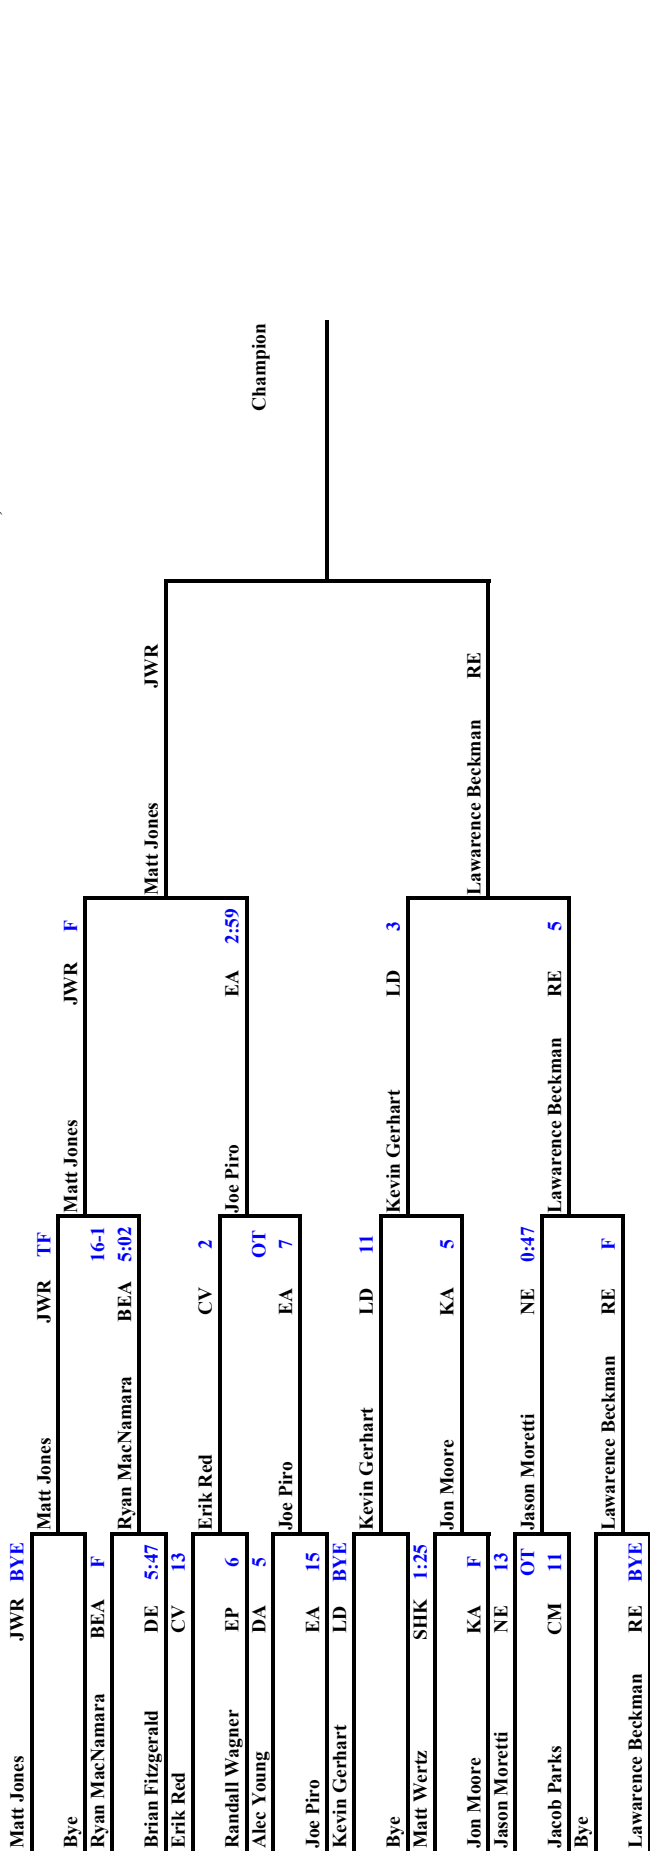 Matt Jones JWR BYE
Bye
Ryan MacNamara BEA F
Brian Fitzgerald DE 5:47
Erik Red CV 13
Randall Wagner EP 6
Alec Young DA 5
Joe Piro EA 15
Kevin Gerhart LD BYE
Bye
Matt Wertz SHK 1:25
Jon Moore KA F
Jason Moretti NE 13
OT
Jacob Parks CM 11
Bye
Lawarence Beckman RE BYE
Matt Jones JWR TF
16-1
Ryan MacNamara BEA 5:02
Erik Red CV 2
OT
Joe Piro EA 7
Kevin Gerhart LD 11
Jon Moore KA 5
Jason Moretti NE 0:47
Lawarence Beckman RE F
Matt Jones JWR F
Joe Piro EA 2:59
Kevin Gerhart LD 3
Lawarence Beckman RE 5
Matt Jones JWR
Lawarence Beckman RE
Champion